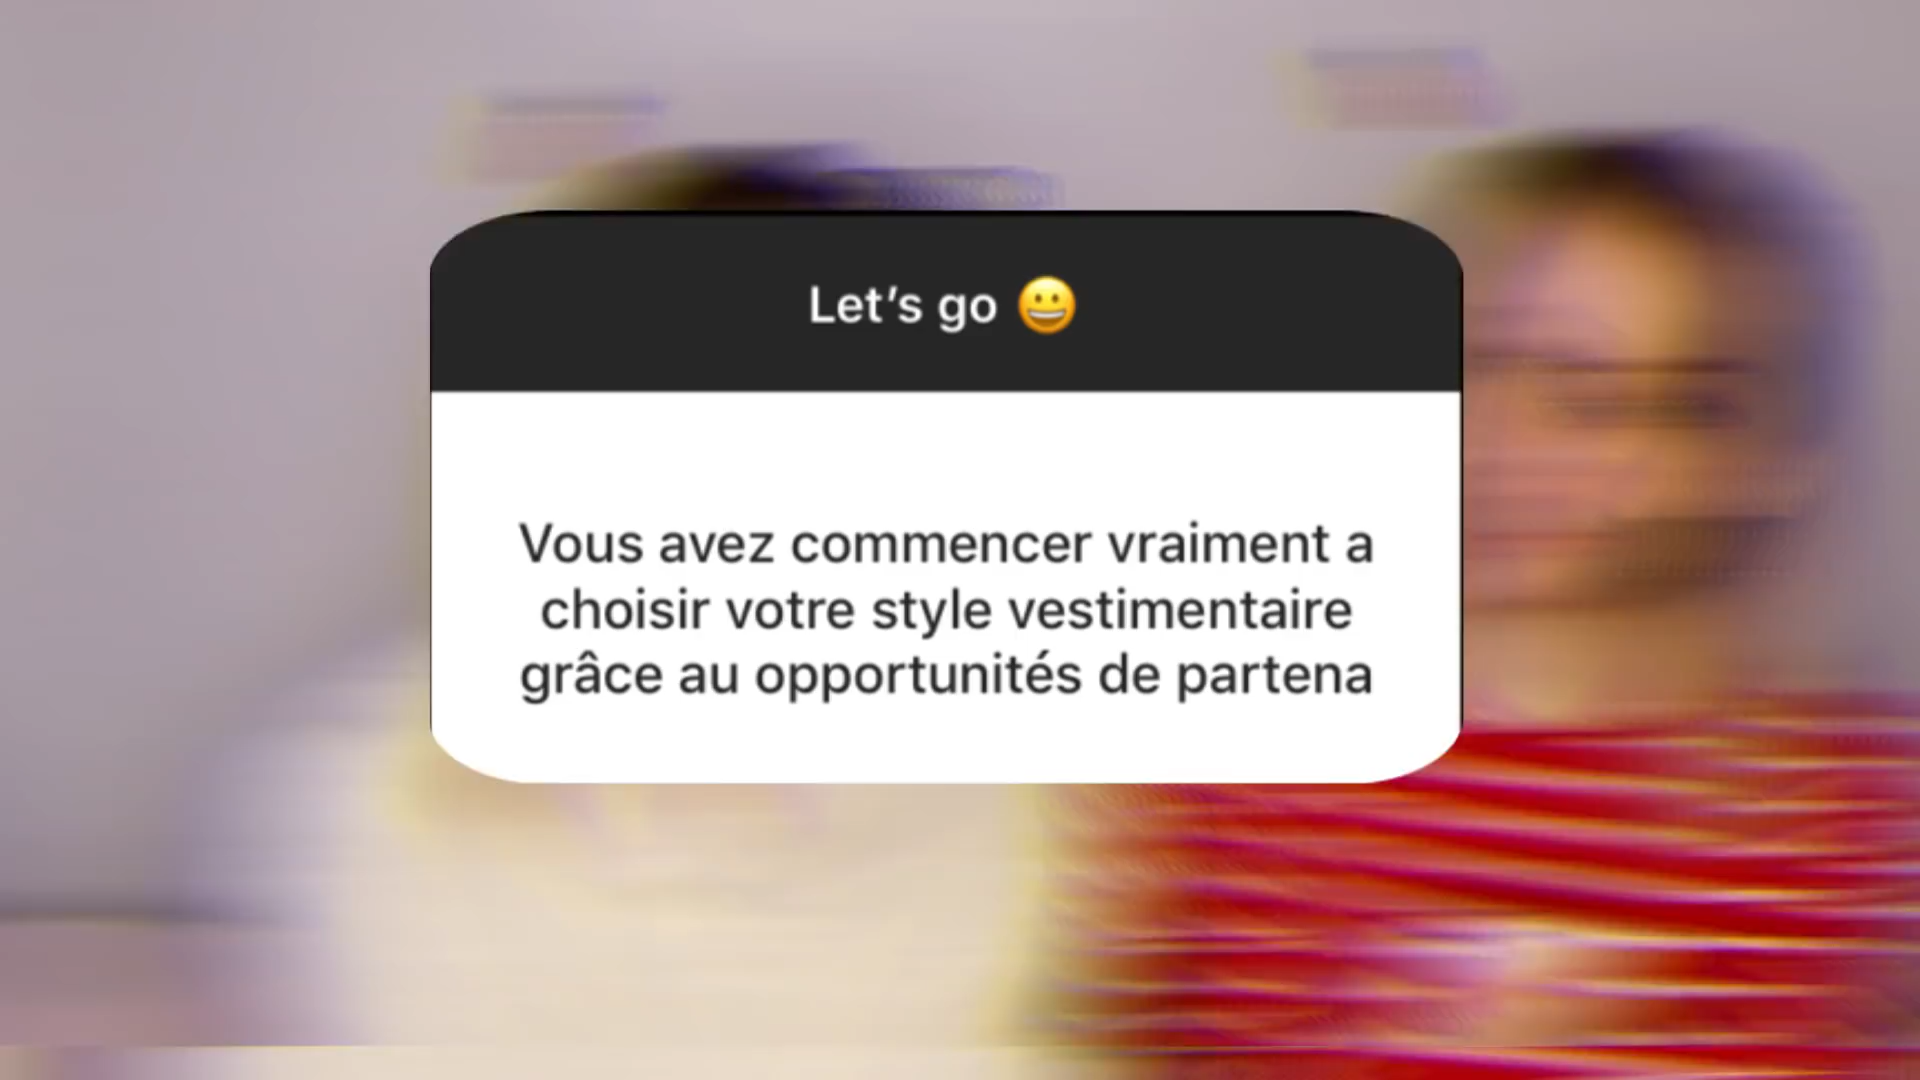 Let’s go 😀
Vous avez commencer vraiment a
choisir votre style vestimentaire
grâce au opportunités de partena